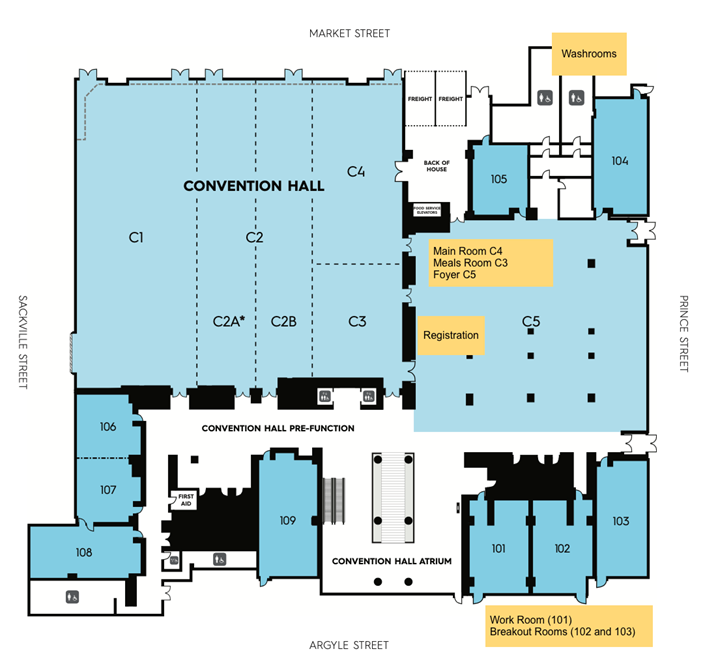 MARKET STREET
Washrooms
FREIGHT
FREIGHT
BACK OF
HOUSE
FOOD SERVICE
ELEVATORS
105
104
C4
CONVENTION HALL
C1
C2
C2A*
C2B
C3
Main Room C4
Meals Room C3
Foyer C5
Registration
C5
SACKVILLE STREET
PRINCE STREET
106
CONVENTION HALL PRE-FUNCTION
107
FIRST
AID
109
108
101
102
103
CONVENTION HALL ATRIUM
Work Room (101)
Breakout Rooms (102 and 103)
ARGYLE STREET